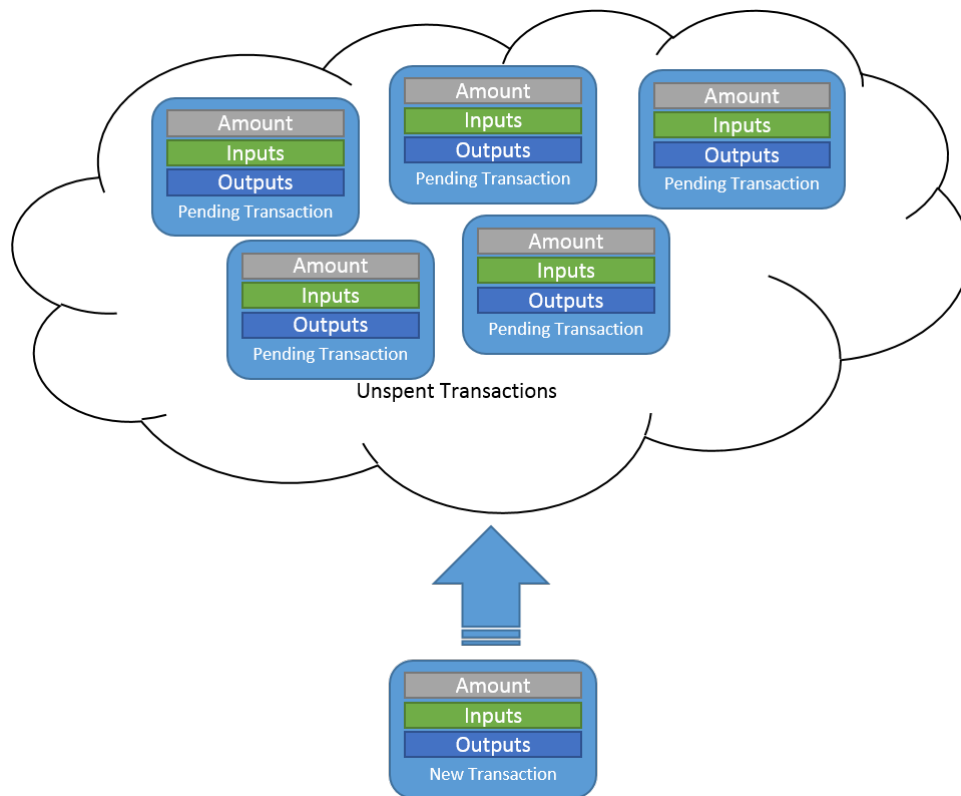 Amount
Inputs
Outputs
Pending Transaction
Amount
Inputs
Outputs
Pending Transaction
Amount
Inputs
Outputs
Pending Transaction
Amount
Inputs
Outputs
Pending Transaction
Amount
Inputs
Outputs
Pending Transaction
Unspent Transactions
Amount
Inputs
Outputs
New Transaction